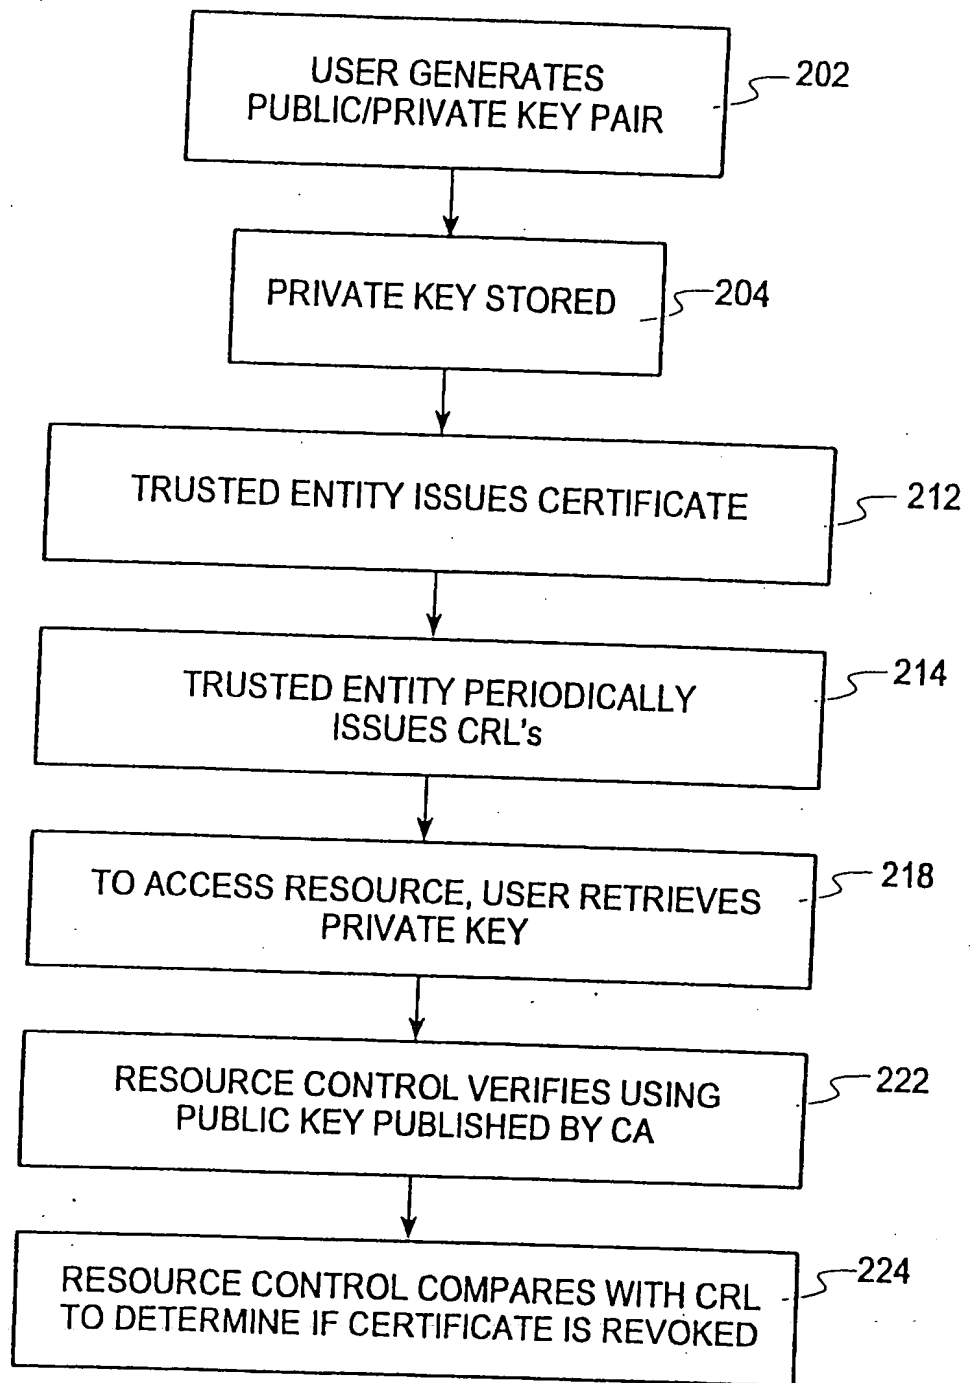 USER GENERATES
PUBLIC/PRIVATE KEY PAIR
202
PRIVATE KEY STORED
204
TRUSTED ENTITY ISSUES CERTIFICATE
212
TRUSTED ENTITY PERIODICALLY
ISSUES CRL's
214
TO ACCESS RESOURCE, USER RETRIEVES
PRIVATE KEY
218
RESOURCE CONTROL VERIFIES USING
PUBLIC KEY PUBLISHED BY CA
222
RESOURCE CONTROL COMPARES WITH CRL
TO DETERMINE IF CERTIFICATE IS REVOKED
224